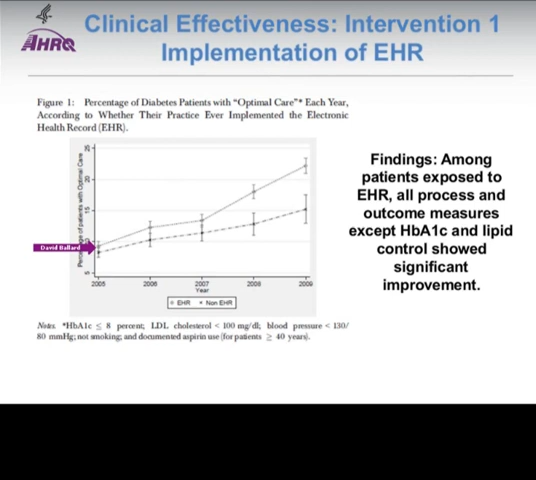 Clinical Effectiveness: Intervention 1
Implementation of EHR
AHRQ
Figure 1: Percentage of Diabetes Patients with "Optimal Care"* Each Year,
According to Whether Their Practice Ever Implemented the Electronic
Health Record (EHR).
Percentage of patients with Optimal Care
25
20
15
10
5
David Ballard
2005 2006 2007 2008 2009
Year
EHR Non EHR
Notes. *HbA1c ≤ 8 percent; LDL cholesterol < 100 mg/dl; blood pressure < 130/
80 mmHg; not smoking; and documented aspirin use (for patients ≥ 40 years).
Findings: Among
patients exposed to
EHR, all process and
outcome measures
except HbA1c and lipid
control showed
significant
improvement.